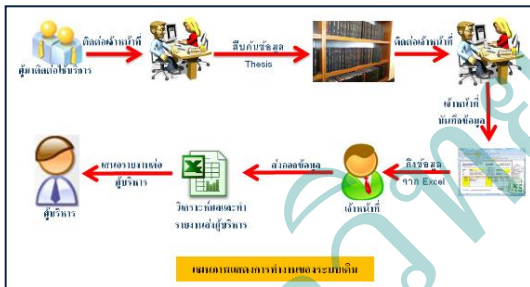 ติดต่อเจ้าหน้าที่
สืบค้นข้อมูล
Thesis
ติดต่อเจ้าหน้าที่
ผู้มาติดต่อใช้บริการ
เจ้าหน้าที่
บันทึกข้อมูล
ดึงข้อมูล
จาก Excel
เจ้าหน้าที่
ส่งออกข้อมูล
วิเคราะห์ผลและทำ
รายงานส่งผู้บริหาร
เสนอรายงานต่อ
ผู้บริหาร
ผู้บริหาร
แผนภาพแสดงการทำงานของระบบเดิม